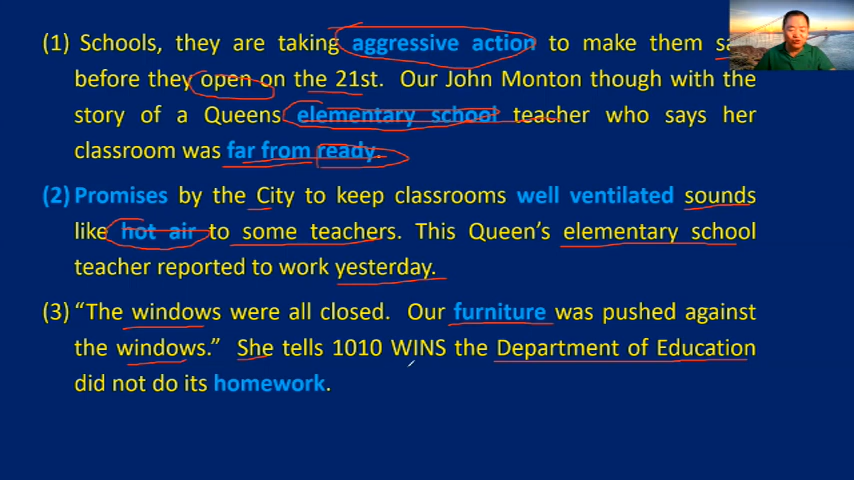 (1) Schools, they are taking aggressive action to make them
before they open on the 21st. Our John Monton though with the
story of a Queens elementary school teacher who says her
classroom was far from ready.
(2) Promises by the City to keep classrooms well ventilated sounds
like hot air to some teachers. This Queen's elementary school
teacher reported to work yesterday.
(3) “The windows were all closed. Our furniture was pushed against
the windows.” She tells 1010 WINS the Department of Education
did not do its homework.